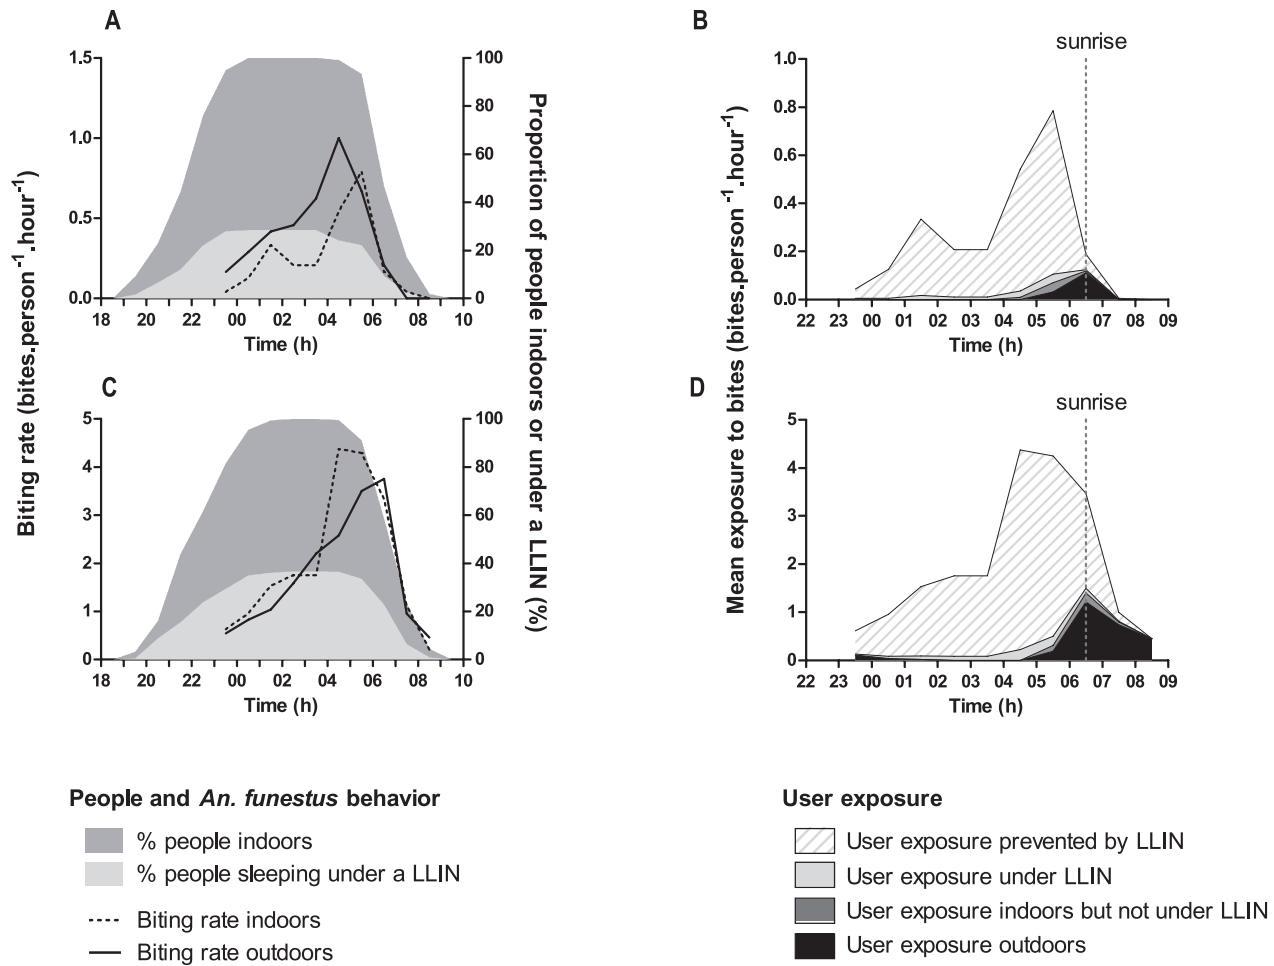 A
B
sunrise
1.5
1.0
0.5
0.0
100
80
60
40
20
0
18 20 22 00 02 04 06 08 10
Time (h)
1.0
0.8
0.6
0.4
0.2
0.0
22 23 00 01 02 03 04 05 06 07 08 09
Time (h)
Biting rate (bites.person⁻¹.hour⁻¹)
Proportion of people indoors or under a LLIN (%)
Mean exposure to bites (bites.person⁻¹.hour⁻¹)
C
D
sunrise
5
4
3
2
1
0
100
80
60
40
20
0
18 20 22 00 02 04 06 08 10
Time (h)
5
4
3
2
1
0
22 23 00 01 02 03 04 05 06 07 08 09
Time (h)
People and An. funestus behavior
% people indoors
% people sleeping under a LLIN
Biting rate indoors
Biting rate outdoors
User exposure
User exposure prevented by LLIN
User exposure under LLIN
User exposure indoors but not under LLIN
User exposure outdoors